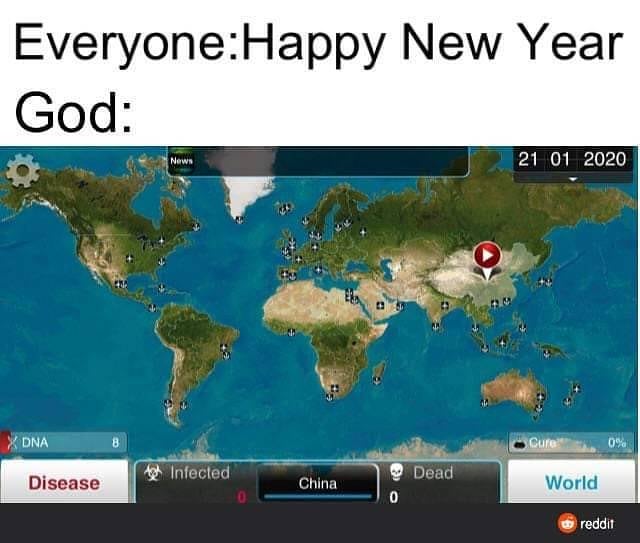 Everyone:Happy New Year
God:
News
21 01 2020
DNA 8
Cure 0%
Disease
Infected
0
China
Dead
0
World
reddit